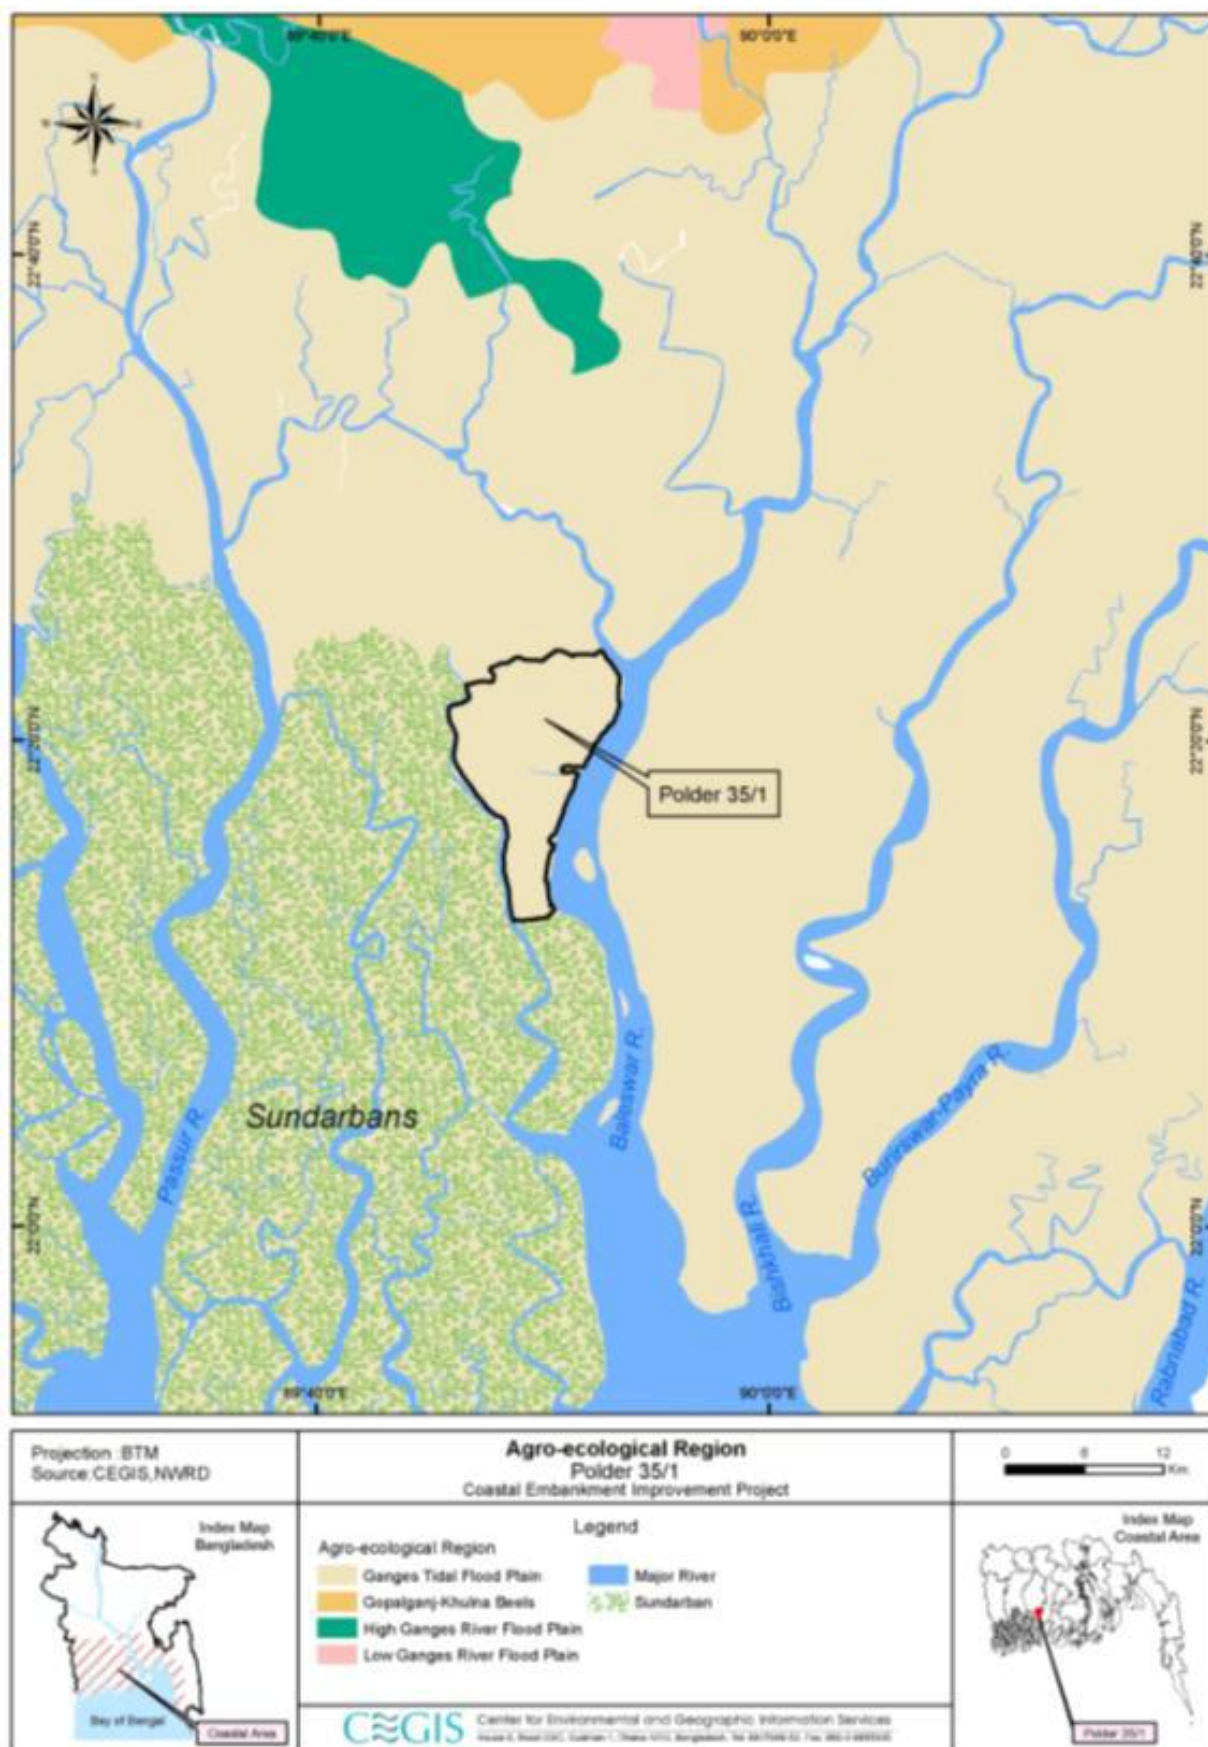 N
89°40'0"E
90°0'0"E
22°40'0"N
22°40'0"N
22°20'0"N
22°20'0"N
Polder 35/1
Baleswar R.
Sundarbans
Passur R.
Buriswar-Payra R.
Bishkhali R.
22°0'0"N
22°0'0"N
Rabnabad R.
89°40'0"E
90°0'0"E
Projection :BTM
Source:CEGIS,NWRD
Agro-ecological Region
Polder 35/1
Coastal Embankment Improvement Project
0 6 12
Km.
Index Map
Bangladesh
Bay of Bengal
Coastal Area
Legend
Agro-ecological Region
Ganges Tidal Flood Plain
Gopalganj-Khulna Beels
High Ganges River Flood Plain
Low Ganges River Flood Plain
Major River
Sundarban
Index Map
Coastal Area
Polder 35/1
CEGIS
Center for Environmental and Geographic Information Services